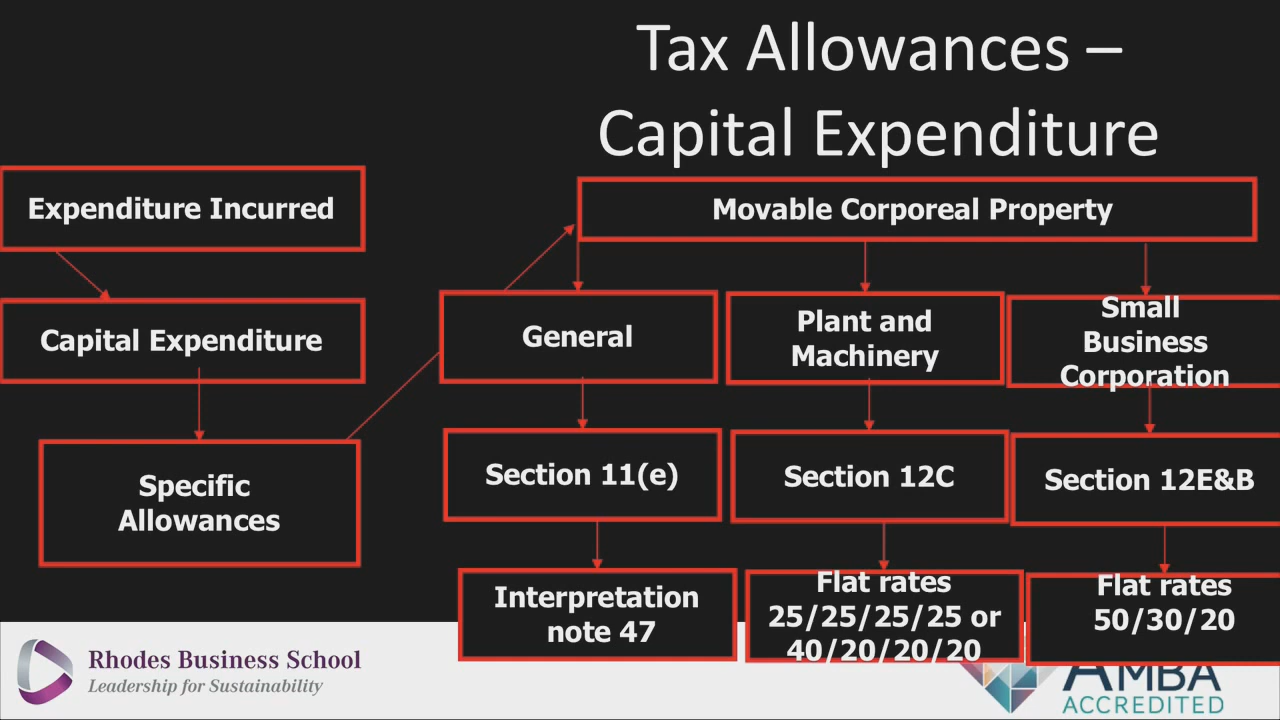 Tax Allowances –
Capital Expenditure
Expenditure Incurred
Capital Expenditure
Specific
Allowances
Movable Corporeal Property
General
Plant and
Machinery
Small
Business
Corporation
Section 11(e)
Section 12C
Section 12E&B
Interpretation
note 47
Flat rates
25/25/25/25 or
40/20/20/20
Flat rates
50/30/20
Rhodes Business School
Leadership for Sustainability
AMBA
ACCREDITED